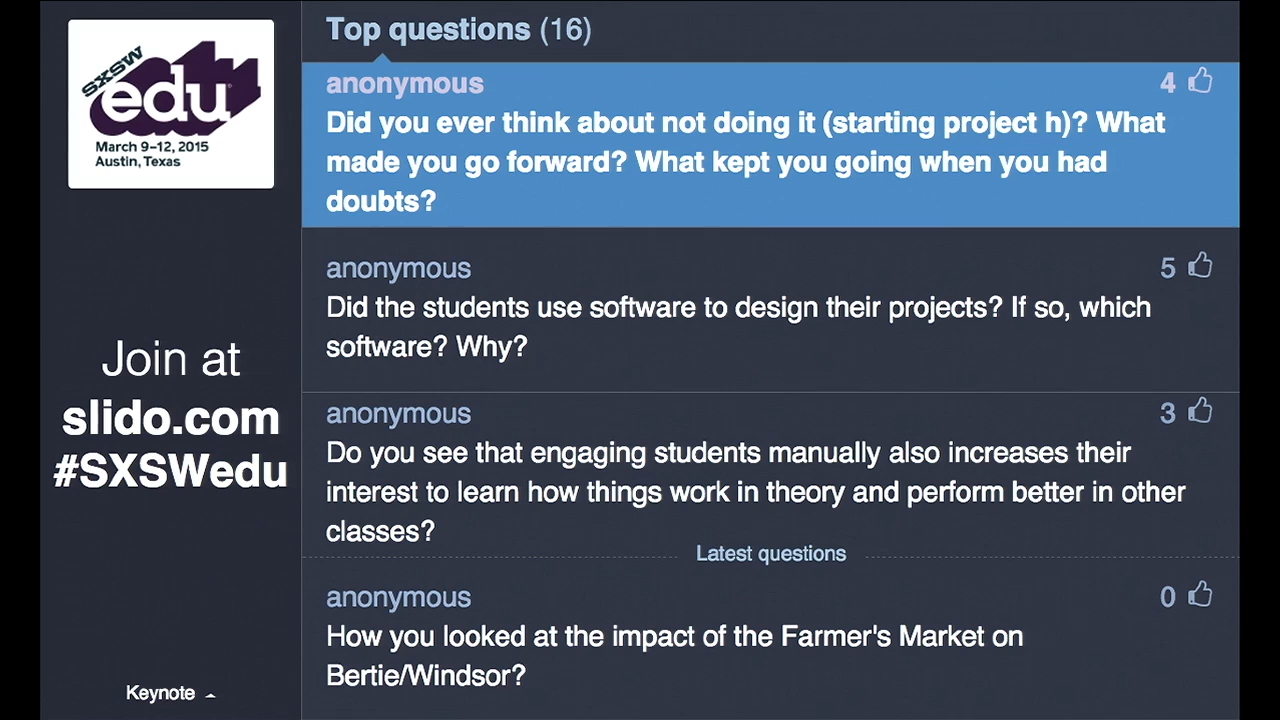 SXSW
edu
March 9–12, 2015
Austin, Texas
Join at
slido.com
#SXSWedu
Keynote
Top questions (16)
anonymous 4
Did you ever think about not doing it (starting project h)? What
made you go forward? What kept you going when you had
doubts?
anonymous 5
Did the students use software to design their projects? If so, which
software? Why?
anonymous 3
Do you see that engaging students manually also increases their
interest to learn how things work in theory and perform better in other
classes?
Latest questions
anonymous 0
How you looked at the impact of the Farmer's Market on
Bertie/Windsor?